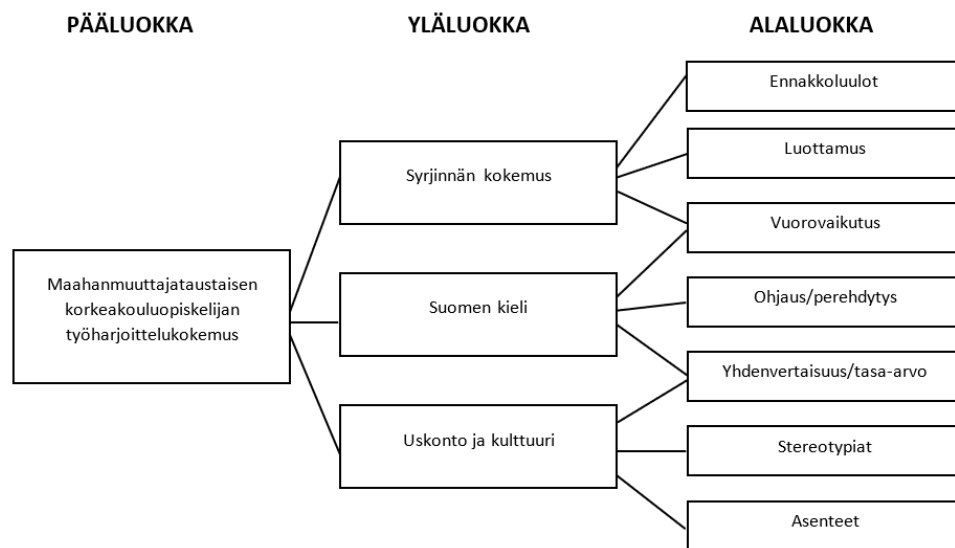 PÄÄLUOKKA
YLÄLUOKKA
ALALUOKKA
Maahanmuuttajataustaisen
korkeakouluopiskelijan
työharjoittelukokemus
Syrjinnän kokemus
Suomen kieli
Uskonto ja kulttuuri
Ennakkoluulot
Luottamus
Vuorovaikutus
Ohjaus/perehdytys
Yhdenvertaisuus/tasa-arvo
Stereotypiat
Asenteet